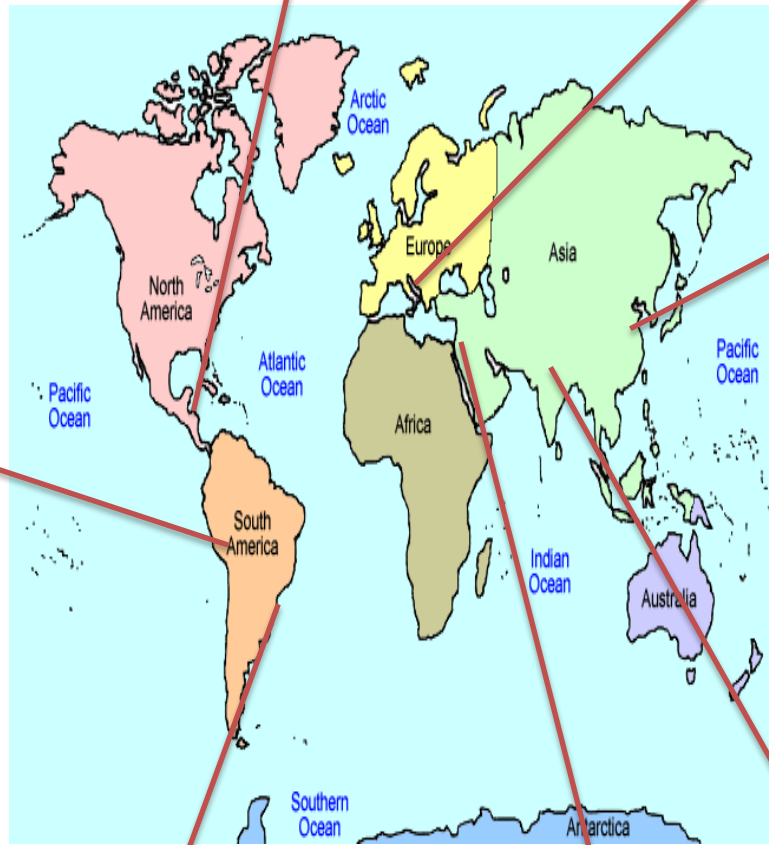 Arctic
Ocean
Europe
Asia
North
America
Atlantic
Ocean
Pacific
Ocean
Pacific
Ocean
Africa
South
America
Indian
Ocean
Australia
Southern
Ocean
Antarctica